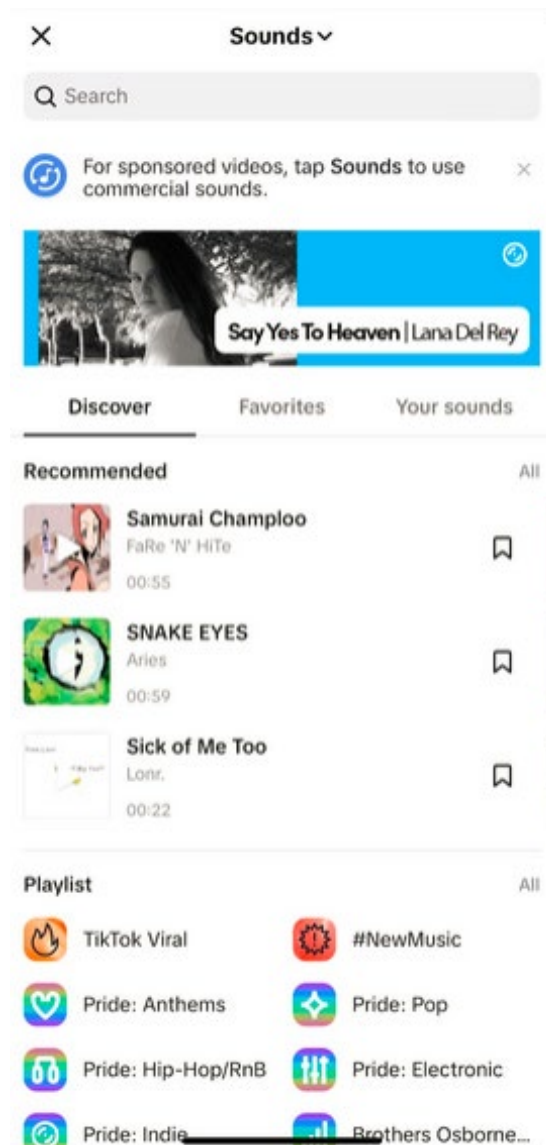 Sounds
Search
For sponsored videos, tap Sounds to use
commercial sounds.
Say Yes To Heaven | Lana Del Rey
Discover Favorites Your sounds
Recommended All
Samurai Champloo
FaRe 'N' HiTe
00:55
SNAKE EYES
Aries
00:59
Sick of Me Too
Lonr.
00:22
Playlist All
TikTok Viral #NewMusic
Pride: Anthems Pride: Pop
Pride: Hip-Hop/RnB Pride: Electronic
Pride: Indie Brothers Osborne...